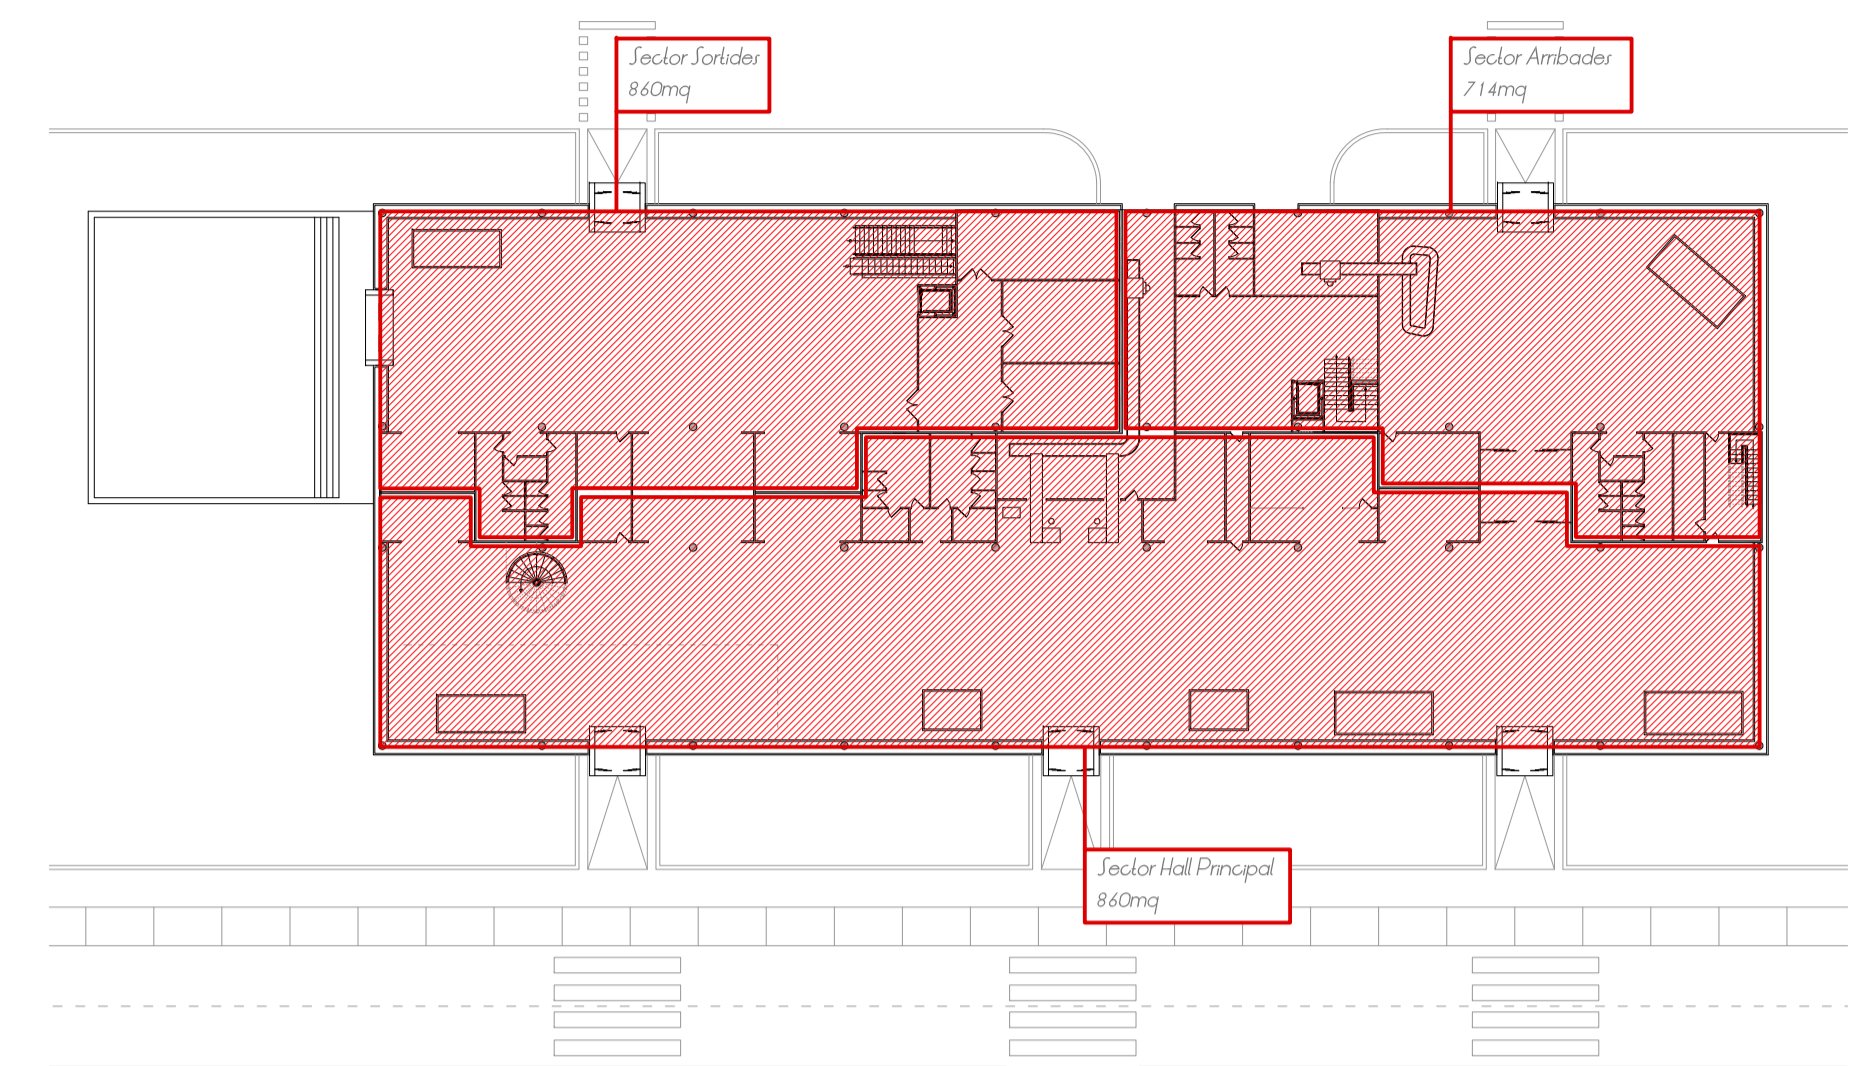 Sector Sortides
860mq
Sector Arribades
714mq
Sector Hall Principal
860mq